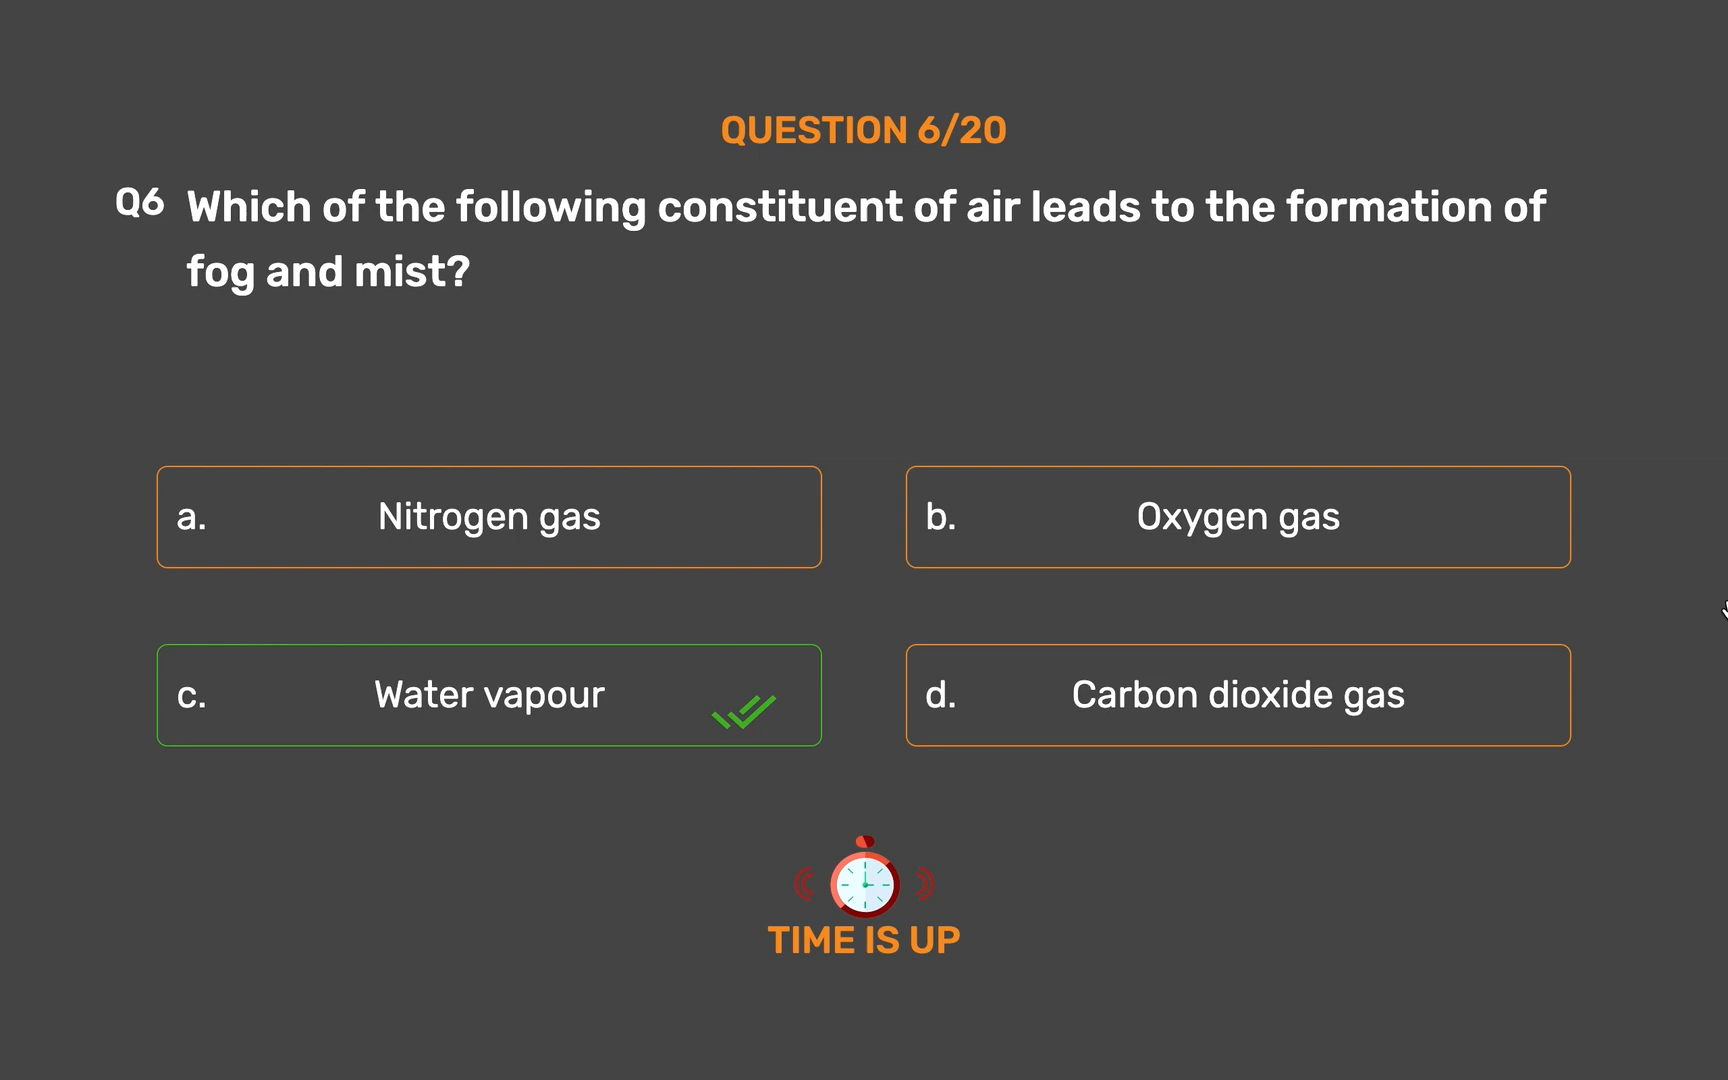 QUESTION 6/20
Q6 Which of the following constituent of air leads to the formation of
fog and mist?
a. Nitrogen gas
b. Oxygen gas
c. Water vapour
d. Carbon dioxide gas
TIME IS UP